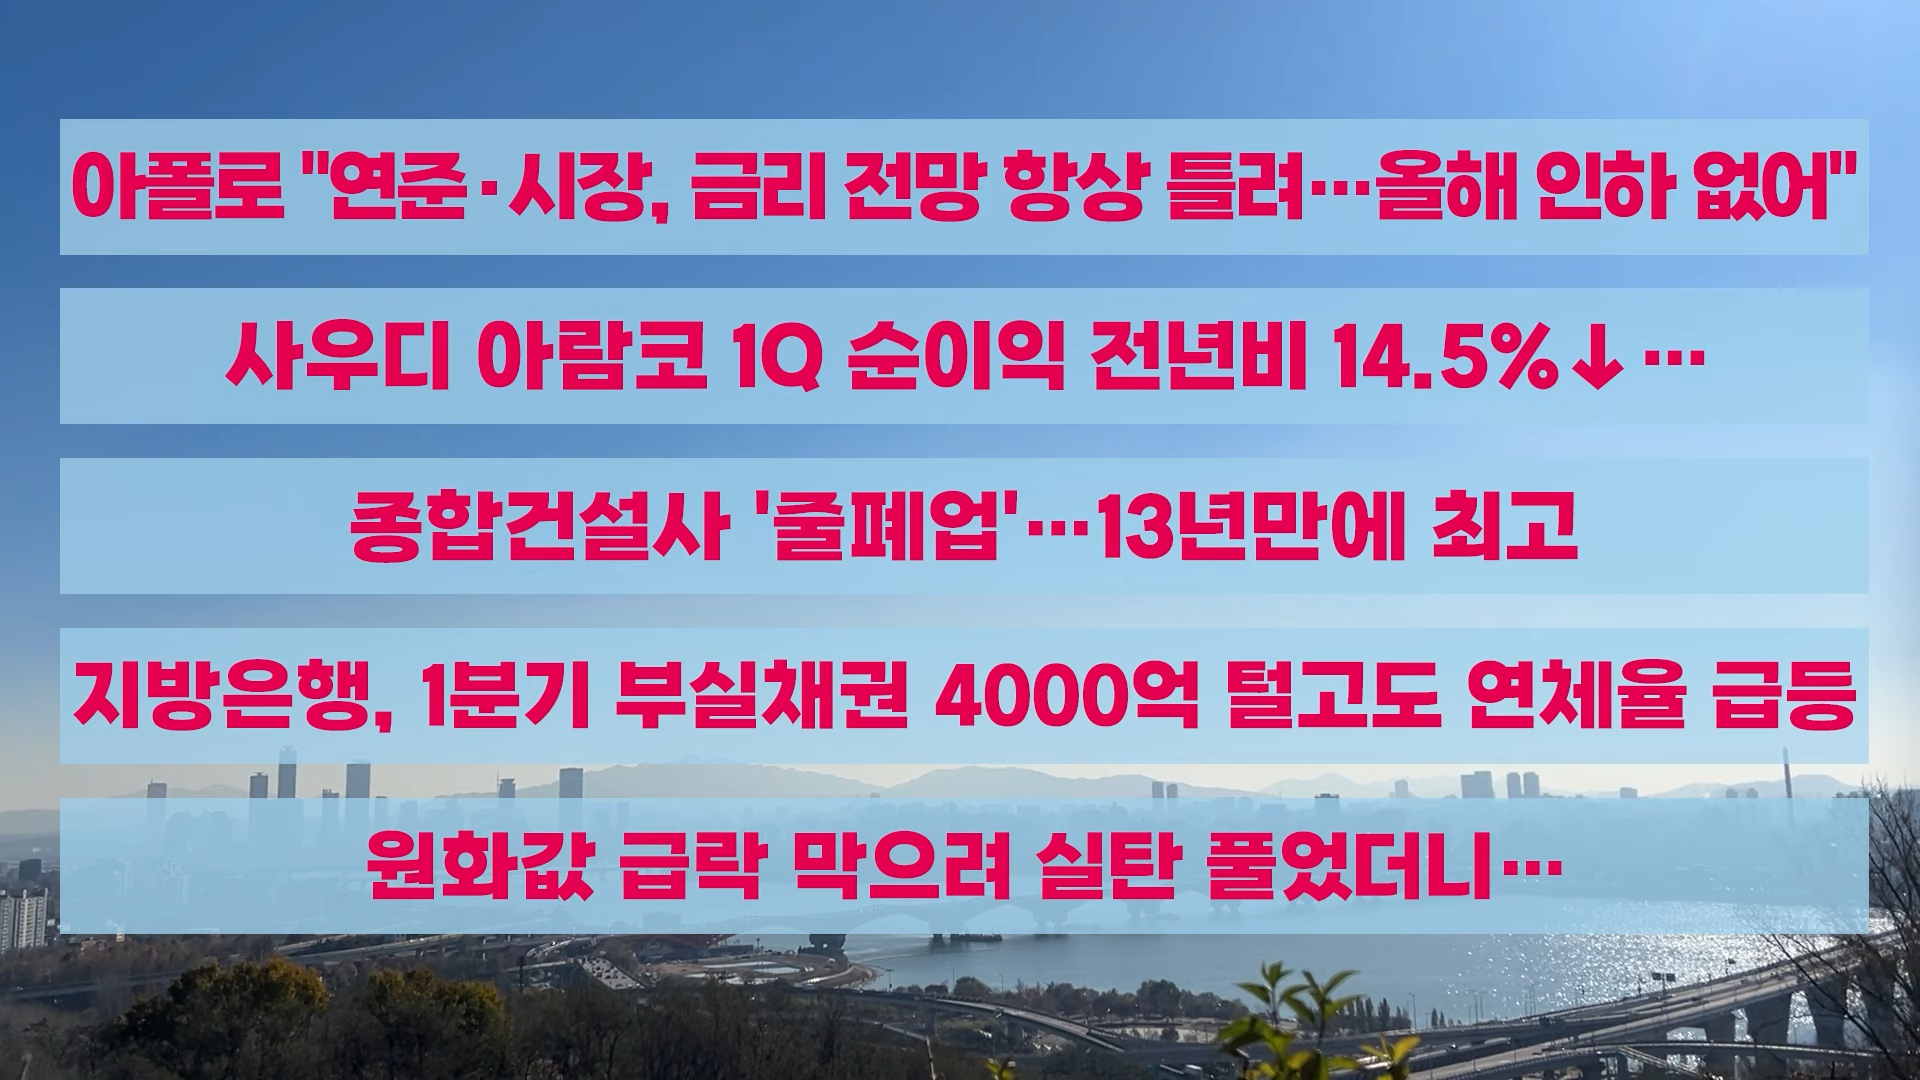 아폴로 "연준·시장, 금리 전망 항상 틀려…올해 인하 없어"
사우디 아람코 1Q 순이익 전년비 14.5%↓…
종합건설사 '줄폐업'…13년만에 최고
지방은행, 1분기 부실채권 4000억 털고도 연체율 급등
원화값 급락 막으려 실탄 풀었더니…